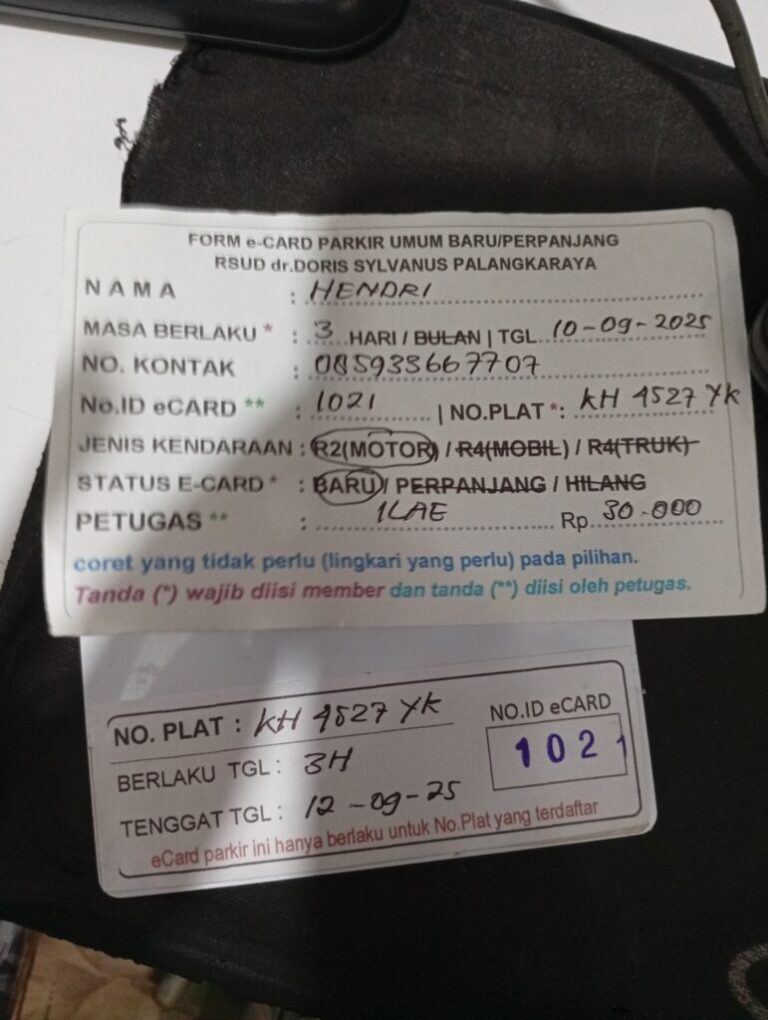 FORM e-CARD PARKIR UMUM BARU/PERPANJANG
RSUD dr.DORIS SYLVANUS PALANGKARAYA
NAMA : HENDRI
MASA BERLAKU * : 3 HARI / BULAN | TGL. 10-09-2025
NO. KONTAK : 085933667707
No.ID eCARD ** : 1021 | NO.PLAT *: KH 4527 YK
JENIS KENDARAAN : R2(MOTOR) / R4(MOBIL) / R4(TRUK)
STATUS E-CARD * : BARU / PERPANJANG / HILANG
PETUGAS ** : ILAE Rp. 30.000
coret yang tidak perlu (lingkari yang perlu) pada pilihan.
Tanda (*) wajib diisi member dan tanda (**) diisi oleh petugas.
NO. PLAT : KH 4527 YK
NO.ID eCARD
1021
BERLAKU TGL : 3H
TENGGAT TGL : 12-09-25
eCard parkir ini hanya berlaku untuk No.Plat yang terdaftar